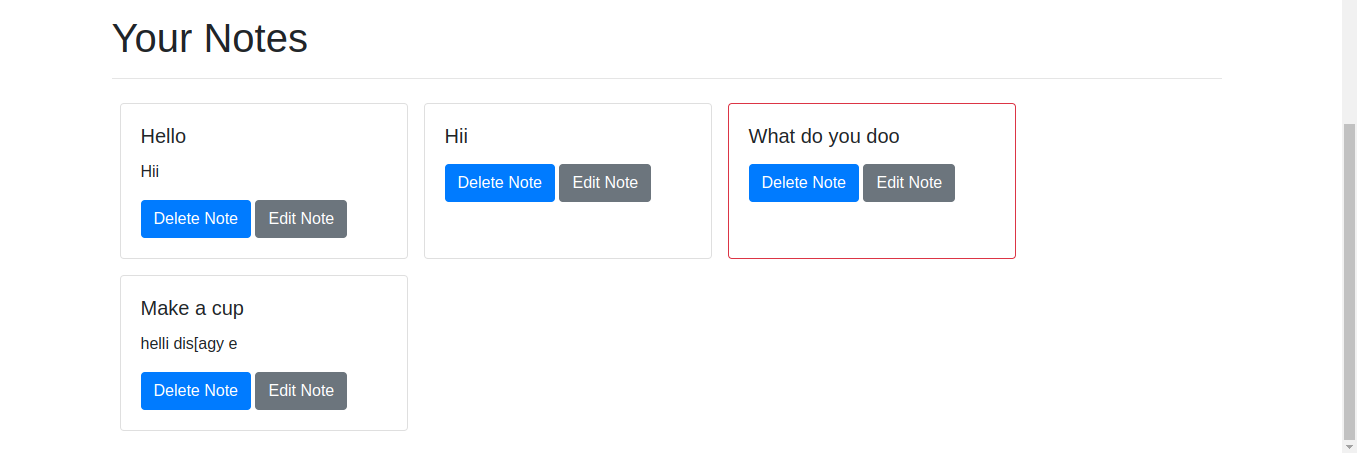 Your Notes
Hello
Hii
Delete Note Edit Note
Hii
Delete Note Edit Note
What do you doo
Delete Note Edit Note
Make a cup
helli dis[agy e
Delete Note Edit Note